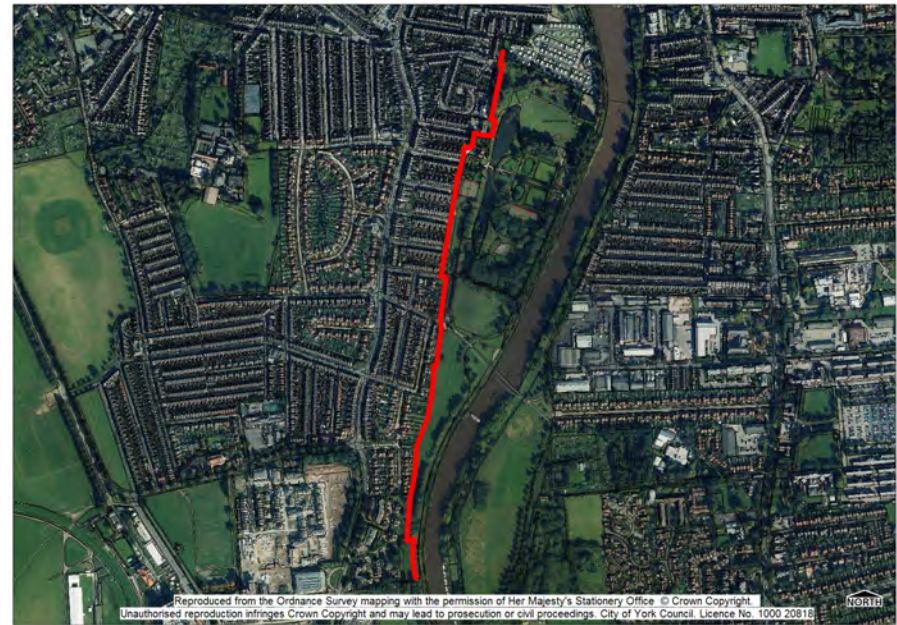 Reproduced from the Ordnance Survey mapping with the permission of Her Majesty's Stationery Office © Crown Copyright.
Unauthorised reproduction infringes Crown Copyright and may lead to prosecution or civil proceedings. City of York Council. Licence No. 1000 20818
NORTH